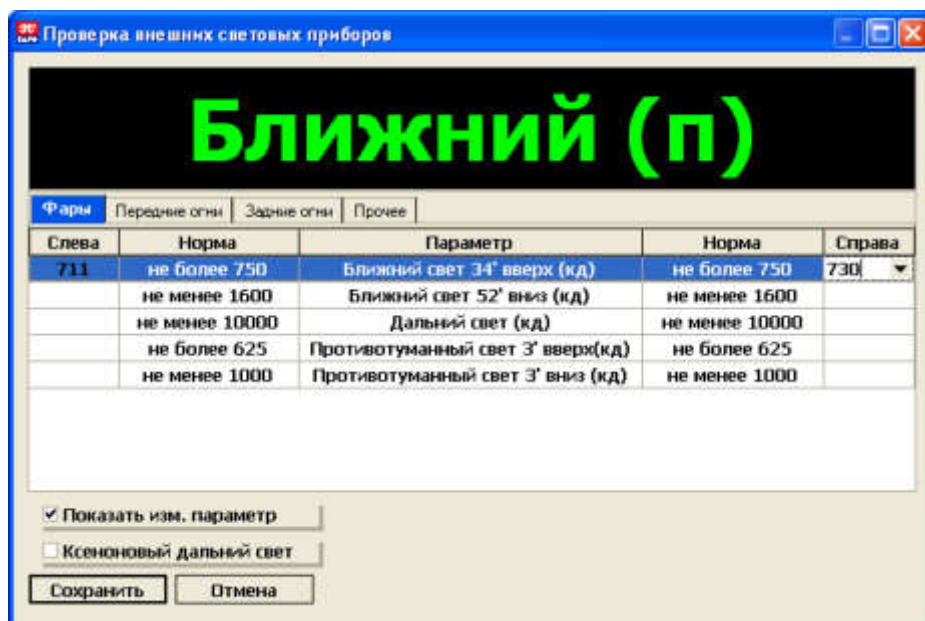 Проверка внешних световых приборов
Ближний (п)
Фары Передние огни Задние огни Прочее
Слева Норма Параметр Норма Справа
711 не более 750 Ближний свет 34' вверх (кд) не более 750 730
не менее 1600 Ближний свет 52' вниз (кд) не менее 1600
не менее 10000 Дальний свет (кд) не менее 10000
не более 625 Противотуманный свет 3' вверх(кд) не более 625
не менее 1000 Противотуманный свет 3' вниз (кд) не менее 1000
Показать изм. параметр
Ксеноновый дальний свет
Сохранить Отмена